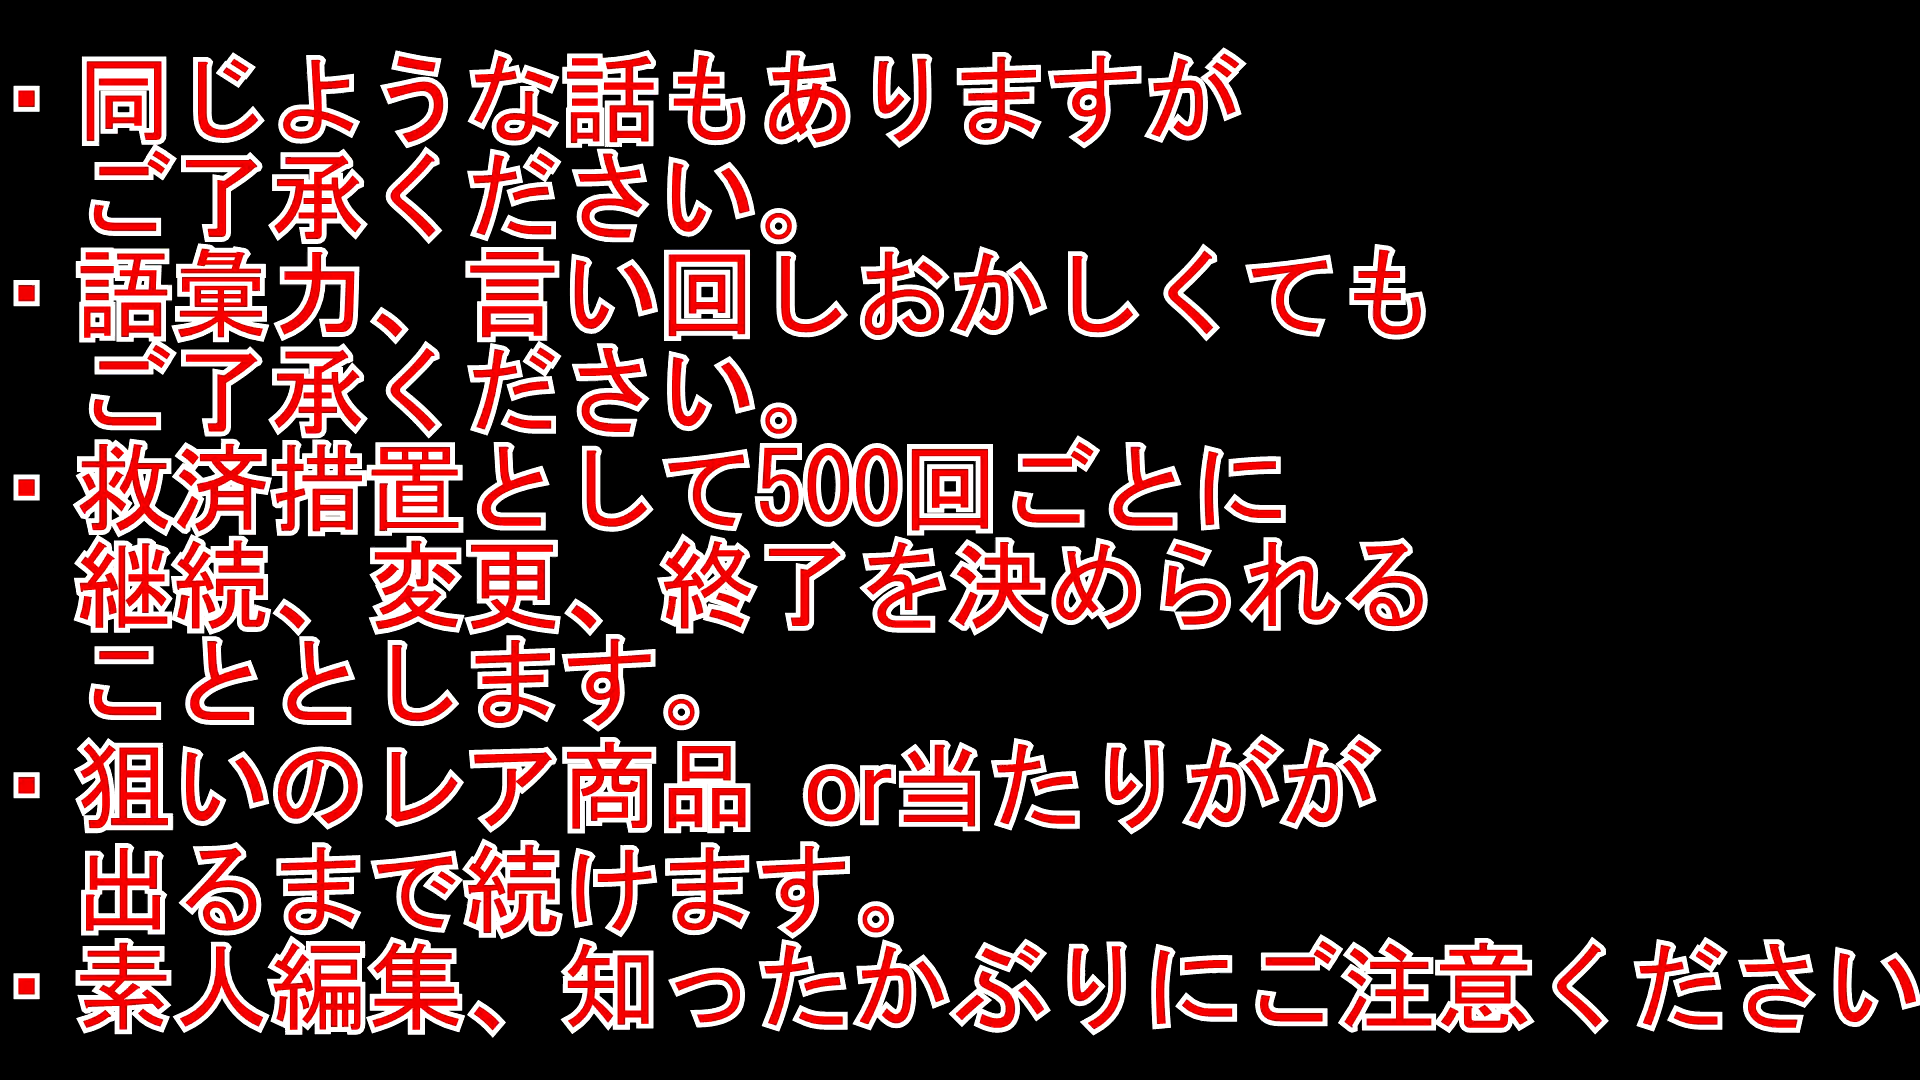 ・同じような話もありますが
ご了承ください。
・語彙力、言い回しおかしくても
ご了承ください。
・救済措置として500回ごとに
継続、変更、終了を決められる
こととします。
・狙いのレア商品 or当たりがが
出るまで続けます。
・素人編集、知ったかぶりにご注意ください